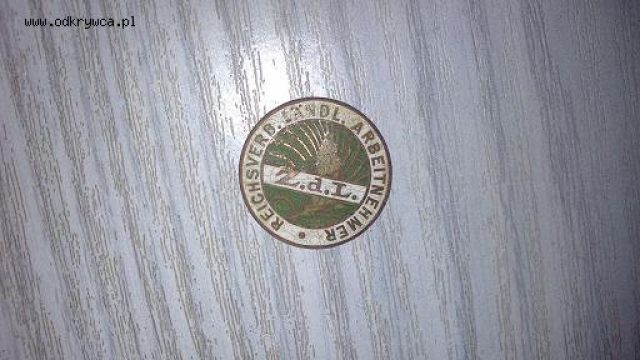 www.odkrywca.pl
REICHSVERB. LÄNDL. ARBEITNEHMER
Z.d.L.